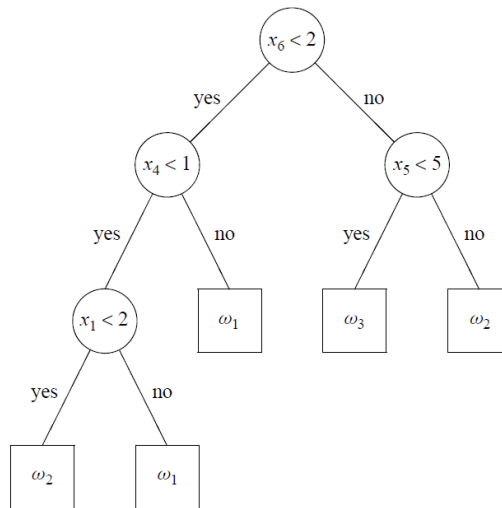 x₆ < 2
yes
no
x₄ < 1
x₅ < 5
yes
no
yes
no
x₁ < 2
ω₁
ω₃
ω₂
yes
no
ω₂
ω₁